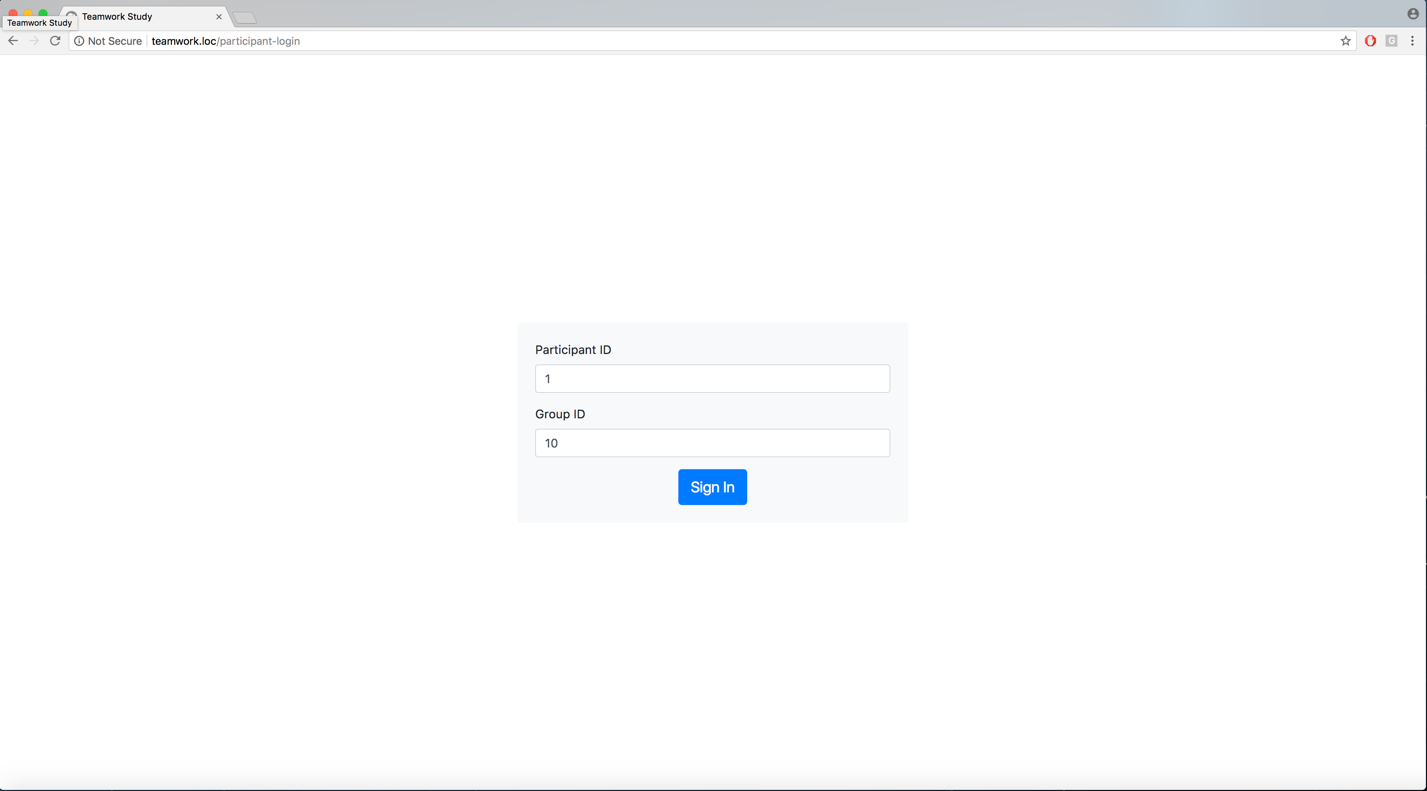 Teamwork Study
Teamwork Study
Not Secure teamwork.loc/participant-login
G
Participant ID
1
Group ID
10
Sign In